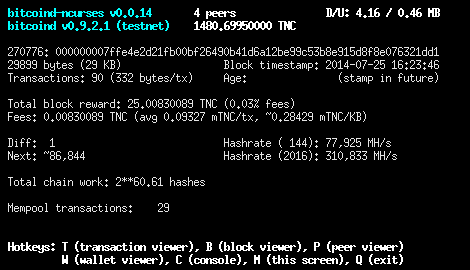 bitcoind-ncurses v0.0.14 4 peers D/U: 4.16 / 0.46 MB
bitcoind v0.9.2.1 (testnet) 1480.69950000 TNC
270776: 000000007ffe4e2d21fb00bf26490b41d6a12be99c53b8e915d8f8e076321dd1
29899 bytes (29 KB) Block timestamp: 2014-07-25 16:23:46
Transactions: 90 (332 bytes/tx) Age: (stamp in future)
Total block reward: 25.00830089 TNC (0.03% fees)
Fees: 0.00830089 TNC (avg 0.09327 mTNC/tx, ~0.28429 mTNC/KB)
Diff: 1 Hashrate ( 144): 77,925 MH/s
Next: ~86,844 Hashrate (2016): 310,833 MH/s
Total chain work: 2**60.61 hashes
Mempool transactions: 29
Hotkeys: T (transaction viewer), B (block viewer), P (peer viewer)
W (wallet viewer), C (console), M (this screen), Q (exit)